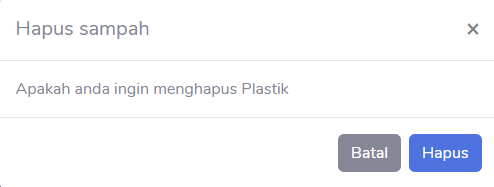 Hapus sampah ×
Apakah anda ingin menghapus Plastik
Batal Hapus